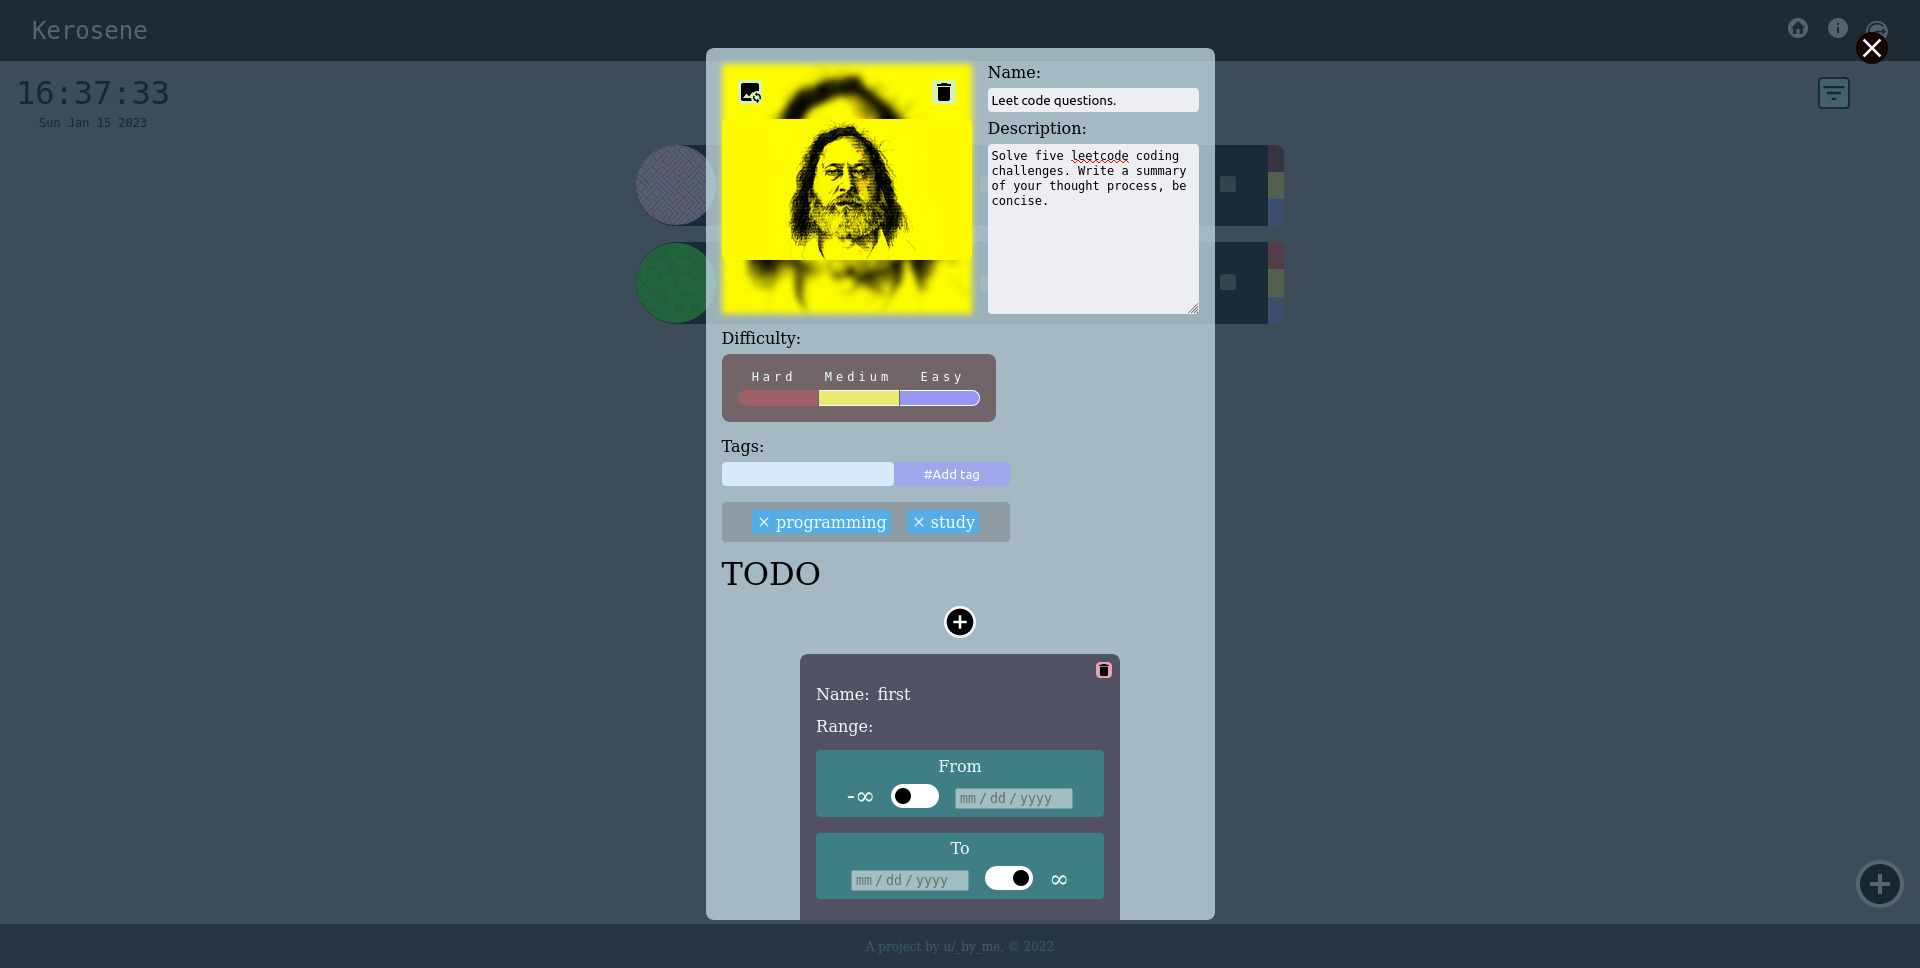 Kerosene
16:37:33
Sun Jan 15 2023
Name:
Leet code questions.
Description:
Solve five leetcode coding
challenges. Write a summary
of your thought process, be
concise.
Difficulty:
Hard Medium Easy
Tags:
#Add tag
× programming × study
TODO
Name: first
Range:
From
-∞ mm/dd/yyyy
To
mm/dd/yyyy ∞
A project by u/_by_me, © 2022